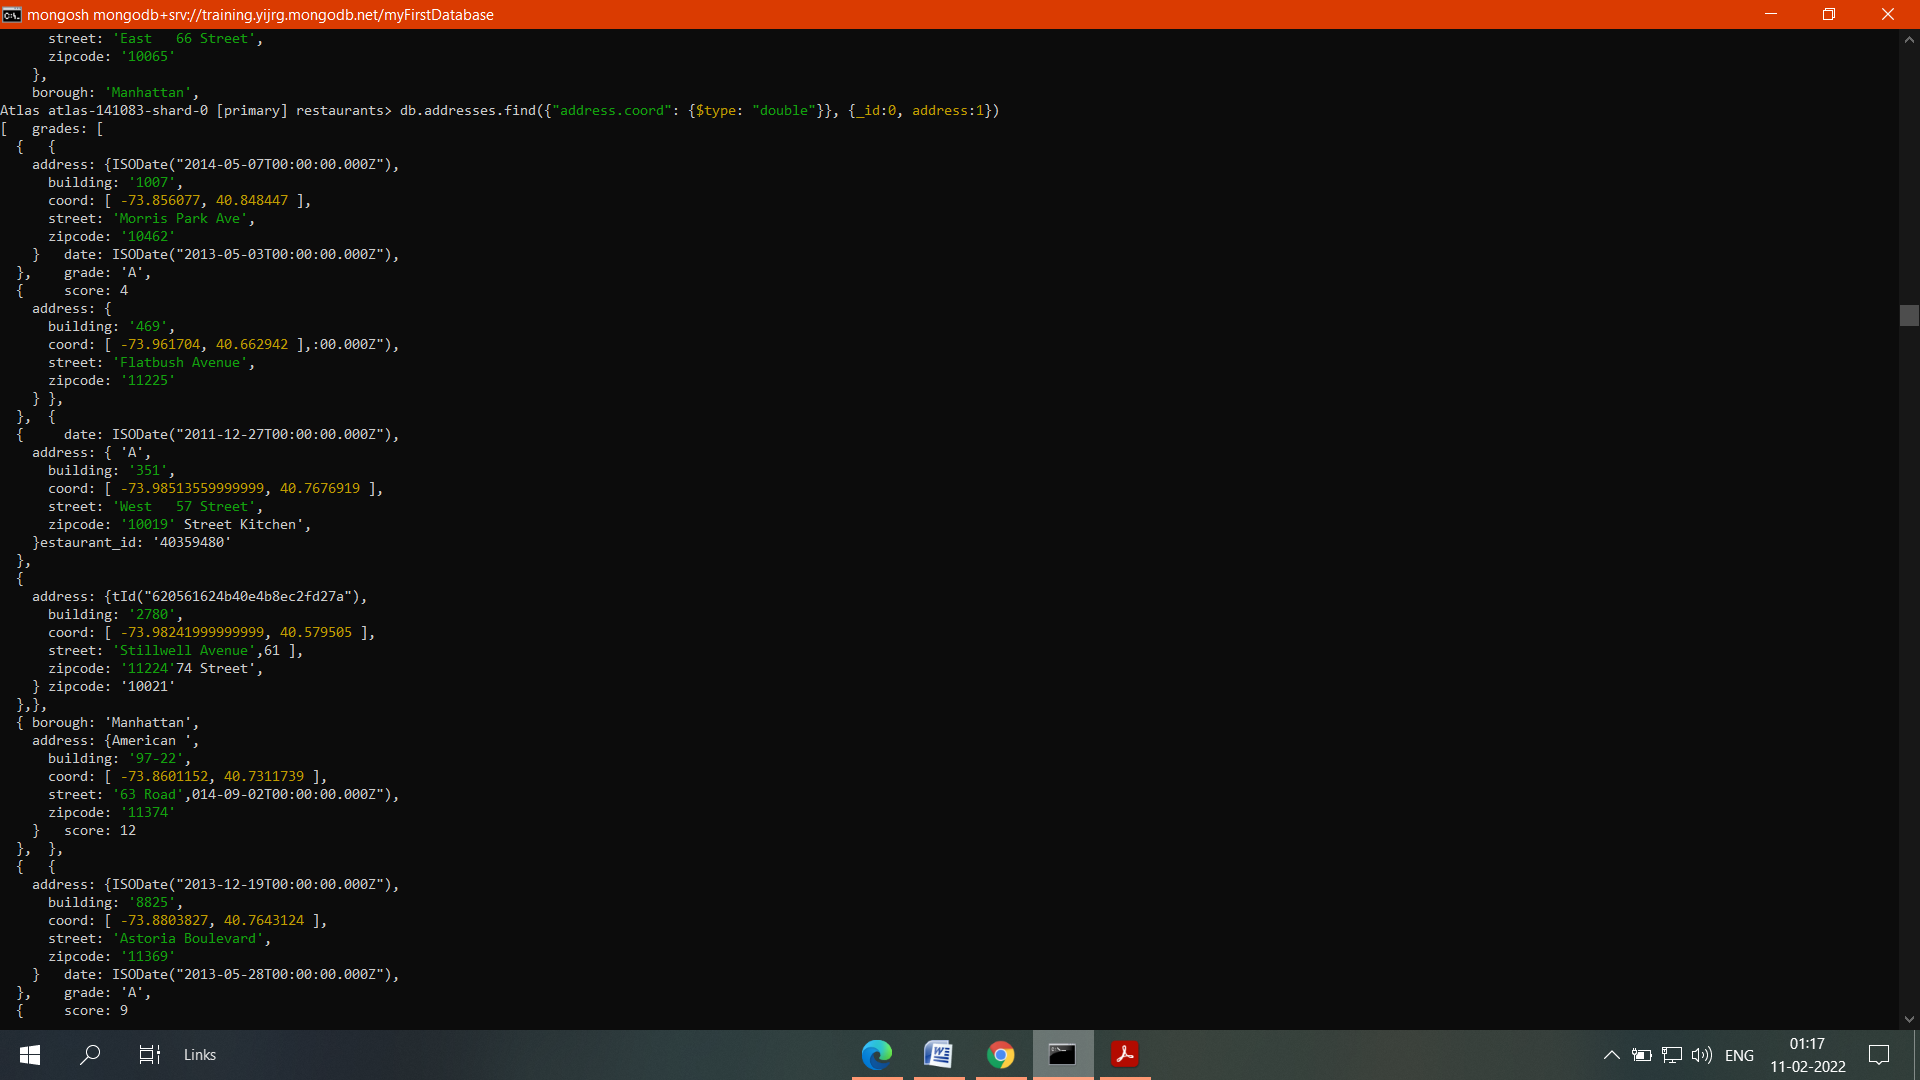 mongosh mongodb+srv://training.yijrg.mongodb.net/myFirstDatabase
      street: 'East   66 Street',
      zipcode: '10065'
    },
    borough: 'Manhattan',
Atlas atlas-141083-shard-0 [primary] restaurants> db.addresses.find({"address.coord": {$type: "double"}}, {_id:0, address:1})
[   grades: [
  {   {
    address: {ISODate("2014-05-07T00:00:00.000Z"),
      building: '1007',
      coord: [ -73.856077, 40.848447 ],
      street: 'Morris Park Ave',
      zipcode: '10462'
    }   date: ISODate("2013-05-03T00:00:00.000Z"),
  },    grade: 'A',
  {     score: 4
    address: {
      building: '469',
      coord: [ -73.961704, 40.662942 ],:00.000Z"),
      street: 'Flatbush Avenue',
      zipcode: '11225'
    } },
  },  {
  {     date: ISODate("2011-12-27T00:00:00.000Z"),
    address: { 'A',
      building: '351',
      coord: [ -73.98513559999999, 40.7676919 ],
      street: 'West   57 Street',
      zipcode: '10019' Street Kitchen',
    }estaurant_id: '40359480'
  },
  {
    address: {tId("620561624b40e4b8ec2fd27a"),
      building: '2780',
      coord: [ -73.98241999999999, 40.579505 ],
      street: 'Stillwell Avenue',61 ],
      zipcode: '11224'74 Street',
    } zipcode: '10021'
  },},
  { borough: 'Manhattan',
    address: {American ',
      building: '97-22',
      coord: [ -73.8601152, 40.7311739 ],
      street: '63 Road',014-09-02T00:00:00.000Z"),
      zipcode: '11374'
    }   score: 12
  },  },
  {   {
    address: {ISODate("2013-12-19T00:00:00.000Z"),
      building: '8825',
      coord: [ -73.8803827, 40.7643124 ],
      street: 'Astoria Boulevard',
      zipcode: '11369'
    }   date: ISODate("2013-05-28T00:00:00.000Z"),
  },    grade: 'A',
  {     score: 9
Links
ENG
01:17
11-02-2022